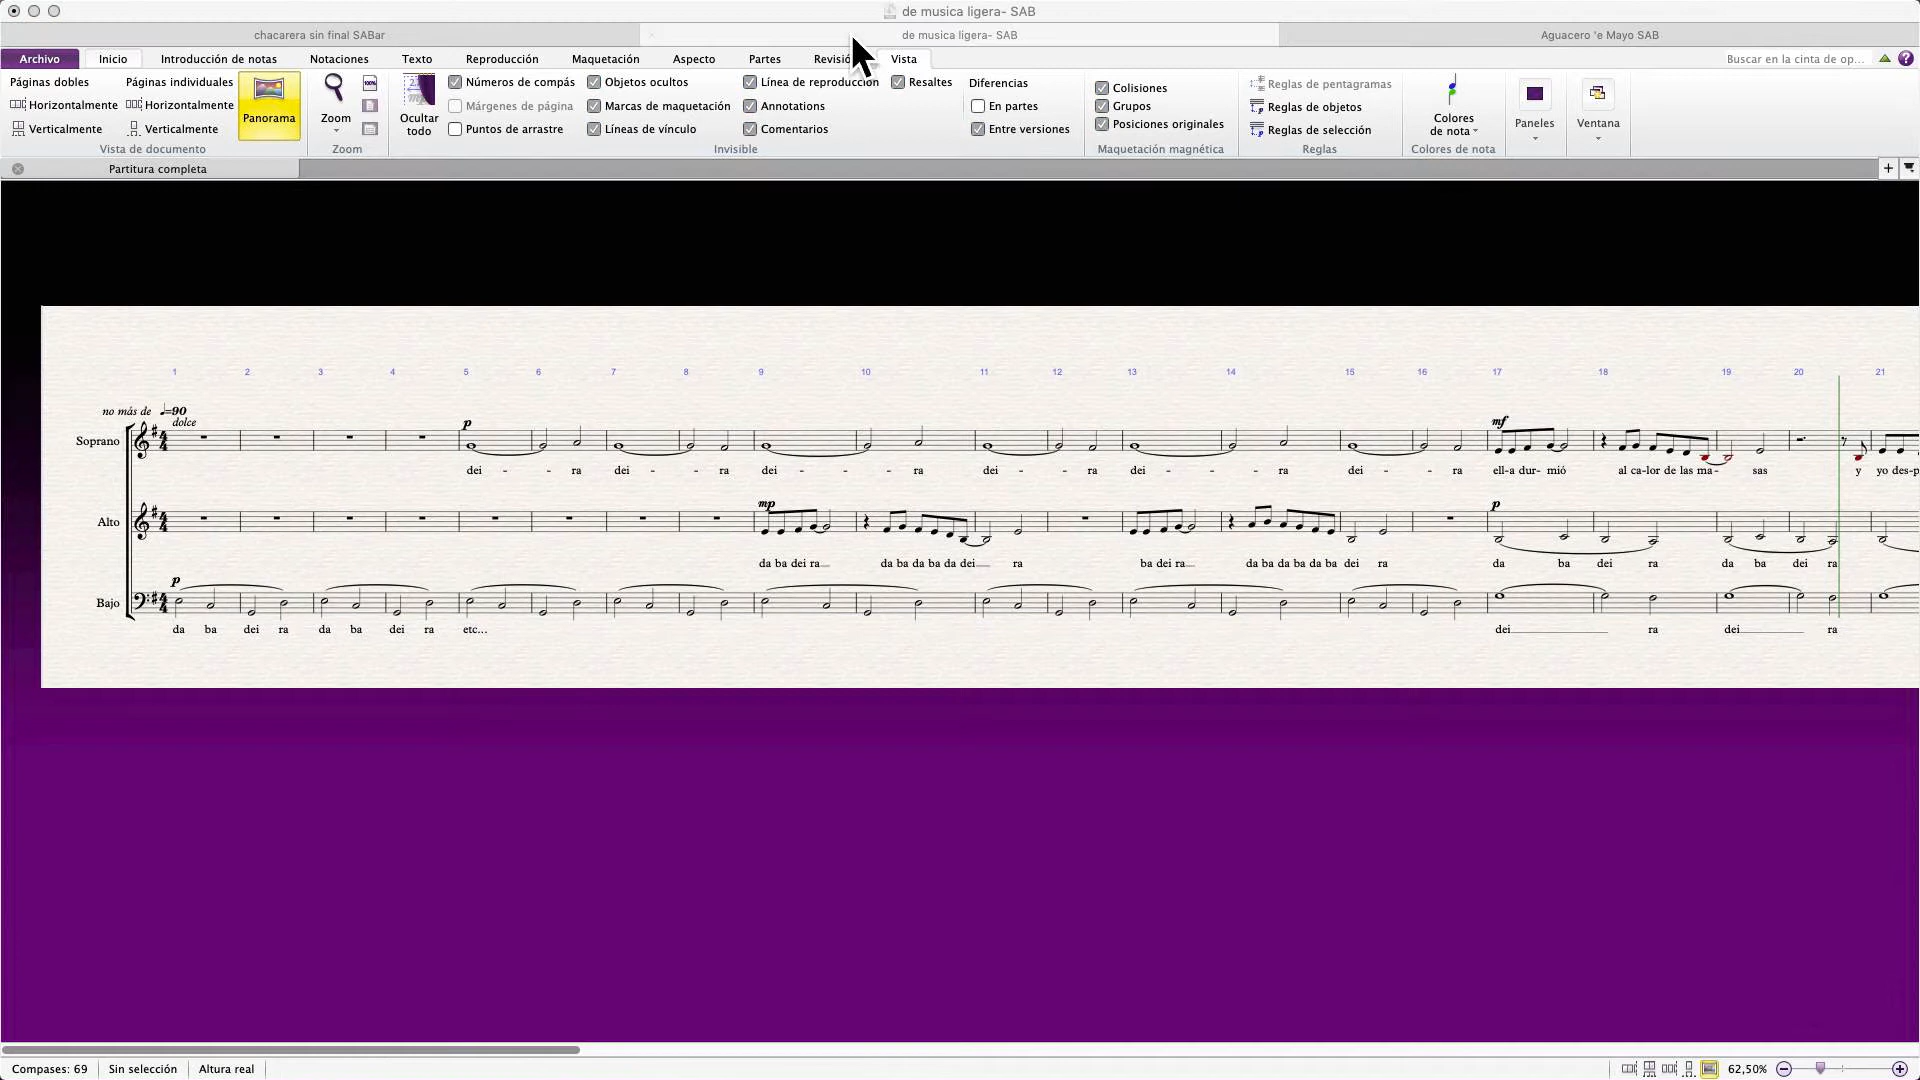 de musica ligera- SAB
chacarera sin final SABar
de musica ligera- SAB
Aguacero 'e Mayo SAB
Archivo Inicio Introducción de notas Notaciones Texto Reproducción Maquetación Aspecto Partes Vista
Buscar en la cinta de op...
Páginas dobles
Horizontalmente
Verticalmente
Páginas individuales
Horizontalmente
Verticalmente
Panorama
Vista de documento
Zoom
100%
Zoom
Ocultar todo
Números de compás
Márgenes de página
Puntos de arrastre
Objetos ocultos
Marcas de maquetación
Líneas de vínculo
Línea de reproducción
Annotations
Comentarios
Resaltes
Invisible
Diferencias
En partes
Entre versiones
Colisiones
Grupos
Posiciones originales
Maquetación magnética
Reglas de pentagramas
Reglas de objetos
Reglas de selección
Reglas
Colores de nota
Colores de nota
Paneles
Ventana
Partitura completa
1 2 3 4 5 6 7 8 9 10 11 12 13 14 15 16 17 18 19 20 21
no más de ♩=90
dolce
p mf
Soprano
dei - ra dei - ra dei - - ra dei - ra dei - - ra dei - ra ell-a dur- mió al ca-lor de las ma- sas y yo des-p
mp p
Alto
da ba dei ra da ba da ba da dei ra ba dei ra da ba da ba da ba dei ra da ba dei ra da ba dei ra
p
Bajo
da ba dei ra da ba dei ra etc... dei ra dei ra
Compases: 69 Sin selección Altura real
62,50%